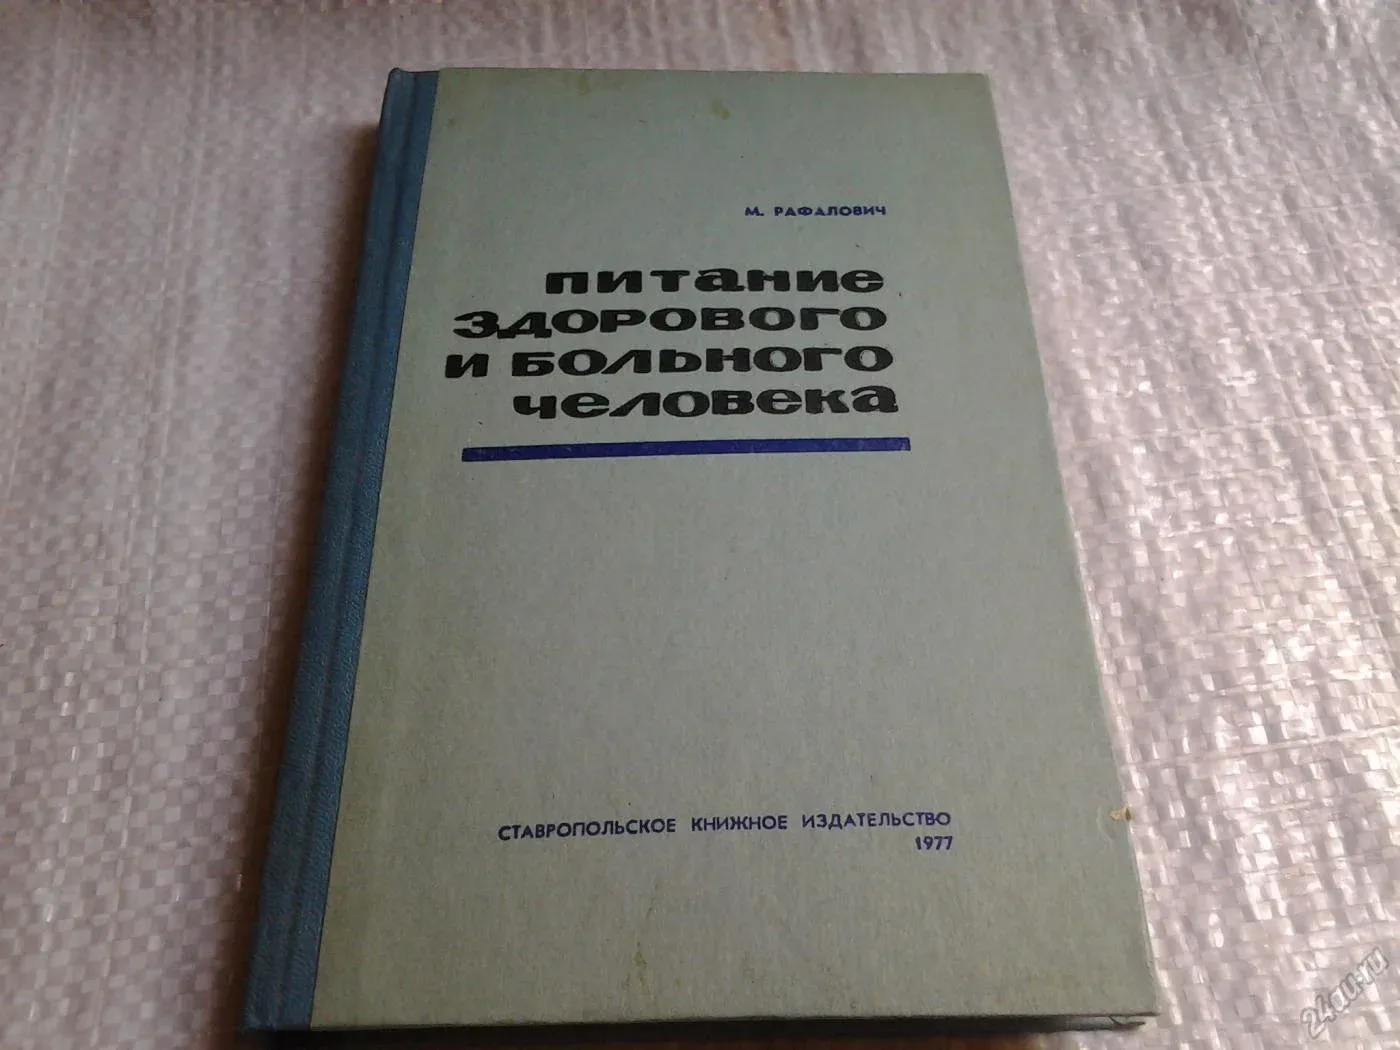 М. РАФАЛОВИЧ
ПИТАНИЕ
ЗДОРОВОГО
И БОЛЬНОГО
ЧЕЛОВЕКА
СТАВРОПОЛЬСКОЕ КНИЖНОЕ ИЗДАТЕЛЬСТВО
1977
24au.ru